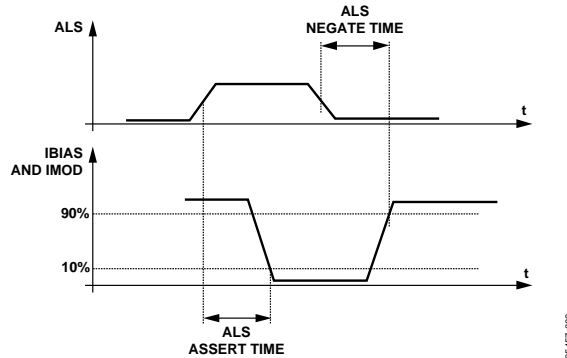 ALS
NEGATE TIME
ALS
t
IBIAS
AND IMOD
90%
10%
t
ALS
ASSERT TIME